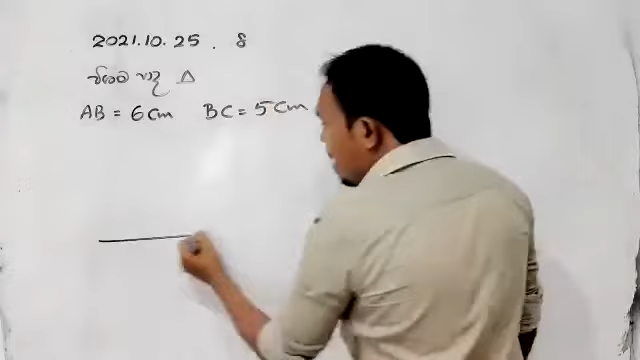 2021.10.25 . 8
විෂම පාද △
AB = 6cm BC = 5cm